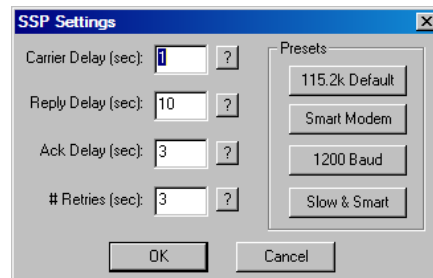 SSP Settings
Carrier Delay (sec): 1 ?
Reply Delay (sec): 10 ?
Ack Delay (sec): 3 ?
# Retries (sec): 3 ?
Presets
115.2k Default
Smart Modem
1200 Baud
Slow & Smart
OK Cancel